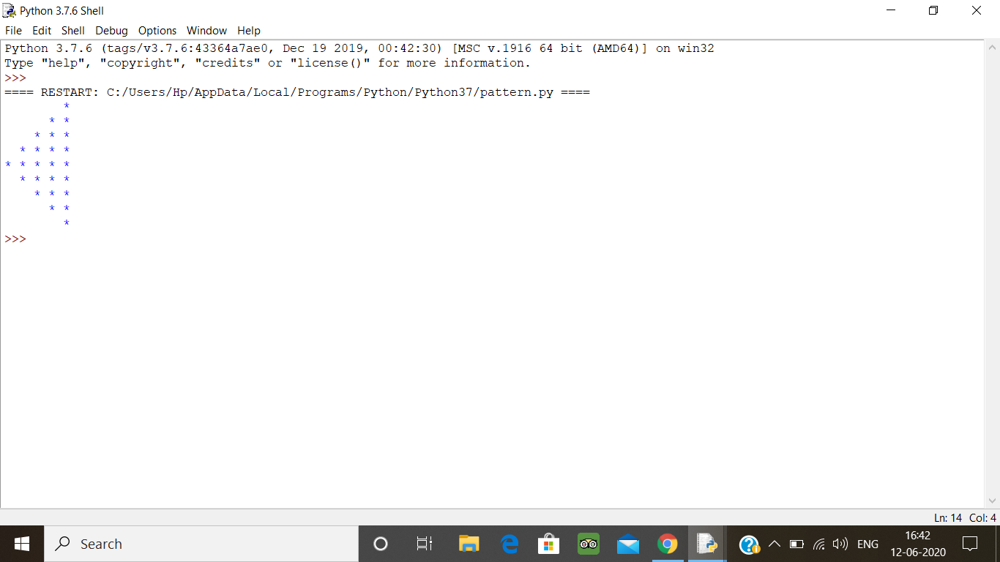 Python 3.7.6 Shell
File Edit Shell Debug Options Window Help
Python 3.7.6 (tags/v3.7.6:43364a7ae0, Dec 19 2019, 00:42:30) [MSC v.1916 64 bit (AMD64)] on win32
Type "help", "copyright", "credits" or "license()" for more information.
>>>
==== RESTART: C:/Users/Hp/AppData/Local/Programs/Python/Python37/pattern.py ====
        *
      * *
    * * *
  * * * *
* * * * *
  * * * *
    * * *
      * *
        *
>>>
Ln: 14 Col: 4
Search
ENG
16:42
12-06-2020